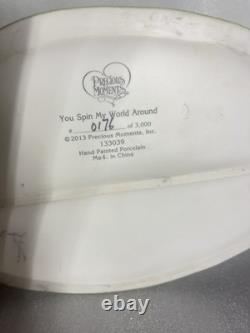 PRECIOUS
MOMENTS
You Spin My World Around
# 0176 of 3,000
©2013 Precious Moments, Inc.
133039
Hand Painted Porcelain
Made in China